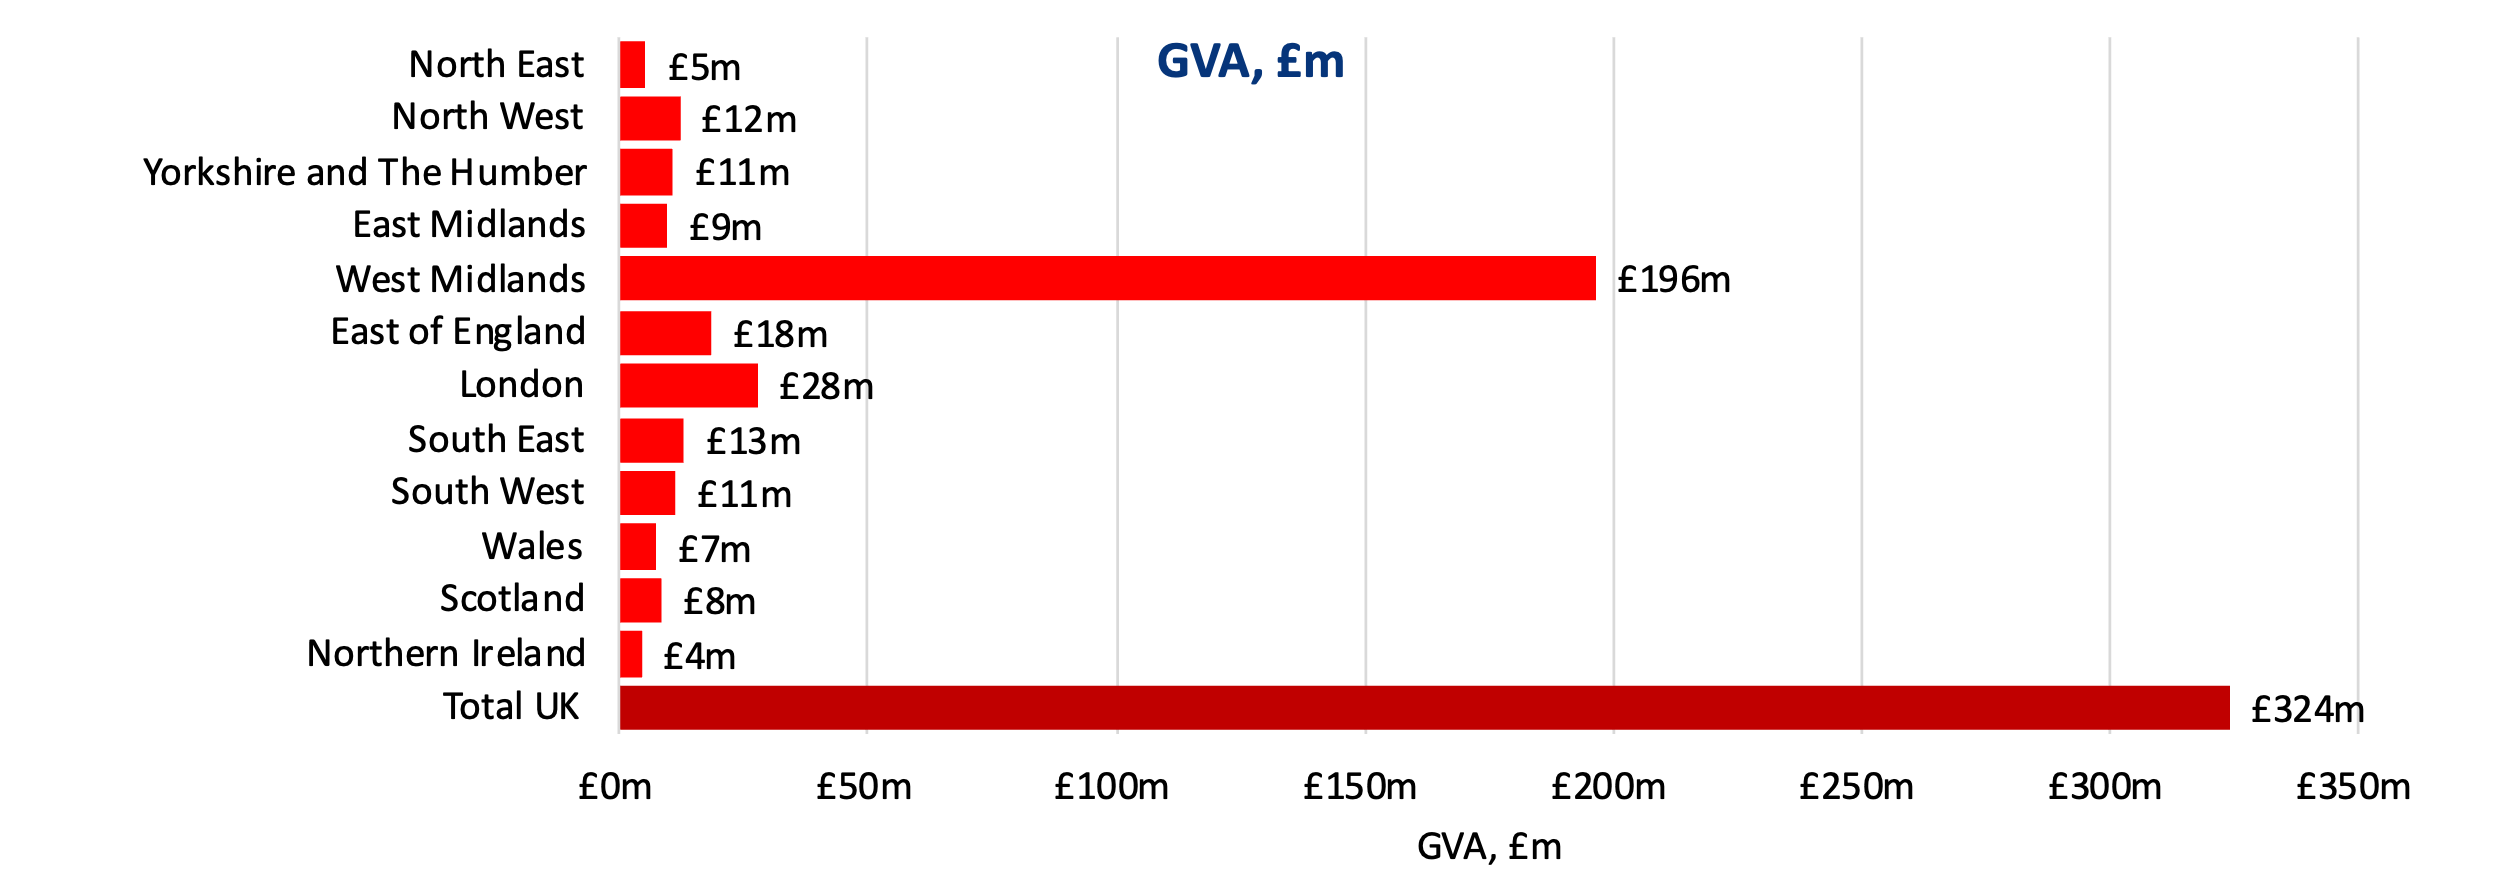 GVA, £m
North East £5m
North West £12m
Yorkshire and The Humber £11m
East Midlands £9m
West Midlands £196m
East of England £18m
London £28m
South East £13m
South West £11m
Wales £7m
Scotland £8m
Northern Ireland £4m
Total UK £324m
£0m £50m £100m £150m £200m £250m £300m £350m
GVA, £m